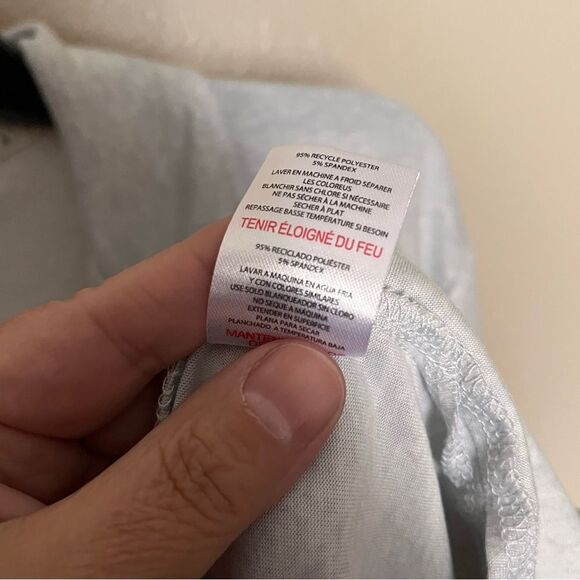 95% RECYCLE POLYESTER
5% SPANDEX
LAVER EN MACHINE A FROID SÉPARER
LES COLOREUS
BLANCHIR SANS CHLORE SI NÉCESSAIRE
NE PAS SÉCHER À LA MACHINE
SECHER À PLAT
REPASSAGE BASSE TEMPÉRATURE SI BESOIN
TENIR ÉLOIGNÉ DU FEU
95% RECICLADO POLIÉSTER
5% SPANDEX
LAVAR A MAQUINA EN AGUA FRIA
Y CON COLORES SIMILARES
USE SOLO BLANQUEADOR SIN CLORO
NO SEQUE A MÁQUINA
EXTENDER EN SUPERFICIE
PLANA PARA SECAR
PLANCHADO A TEMPERATURA BAJA